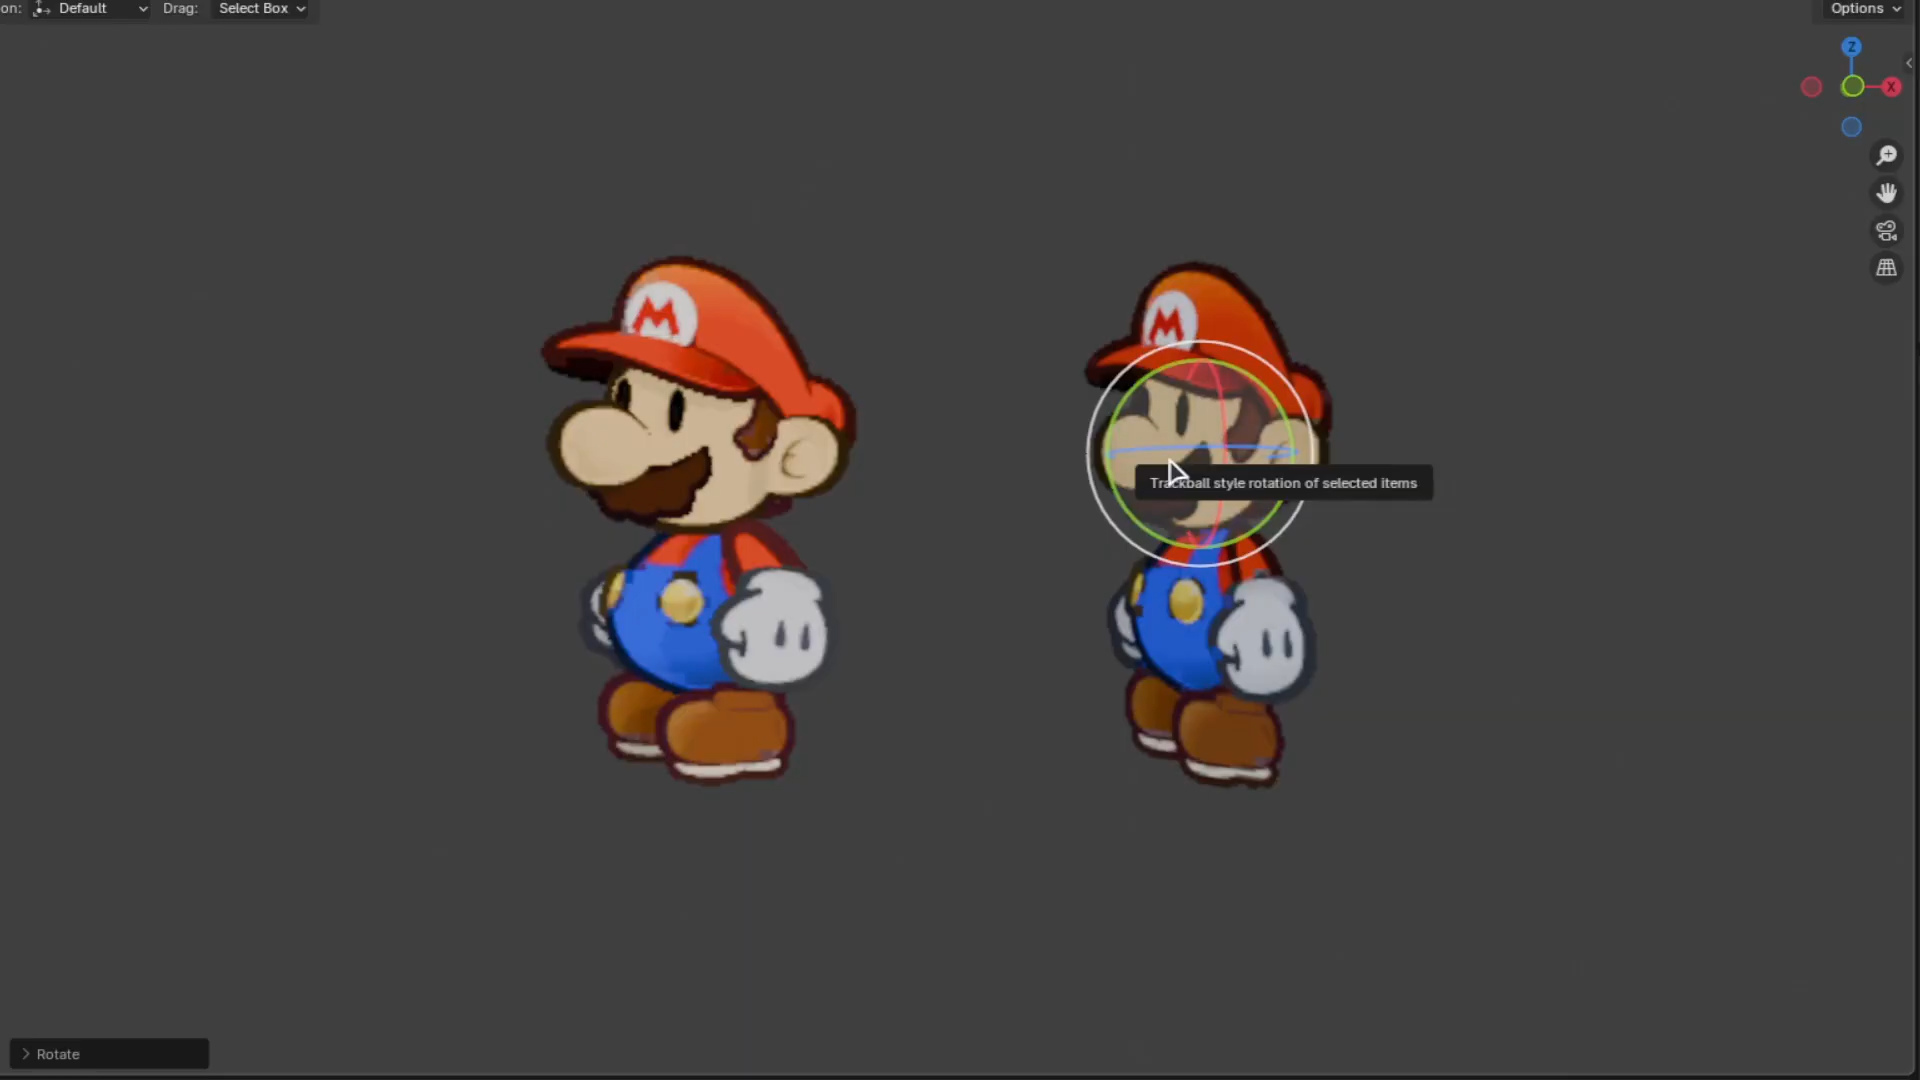 on: Default Drag: Select Box Options
Z
X
M M
Trackball style rotation of selected items
Rotate